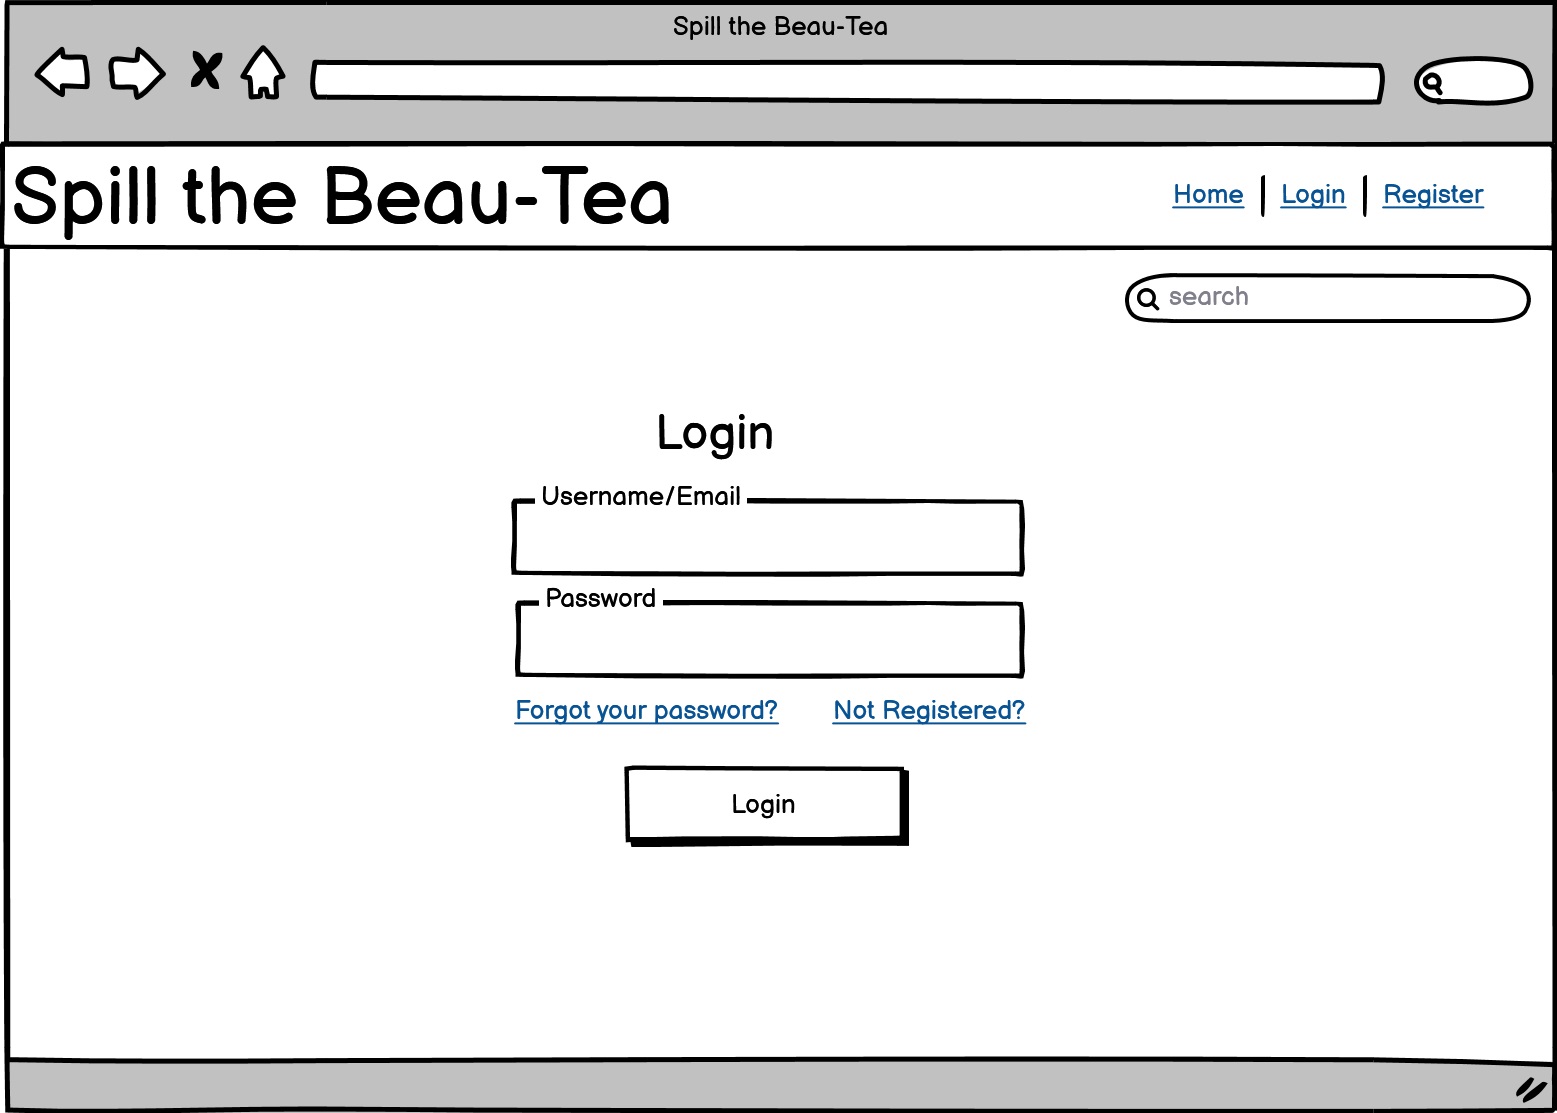 Spill the Beau-Tea
Spill the Beau-Tea
Home | Login | Register
search
Login
Username/Email
Password
Forgot your password? Not Registered?
Login